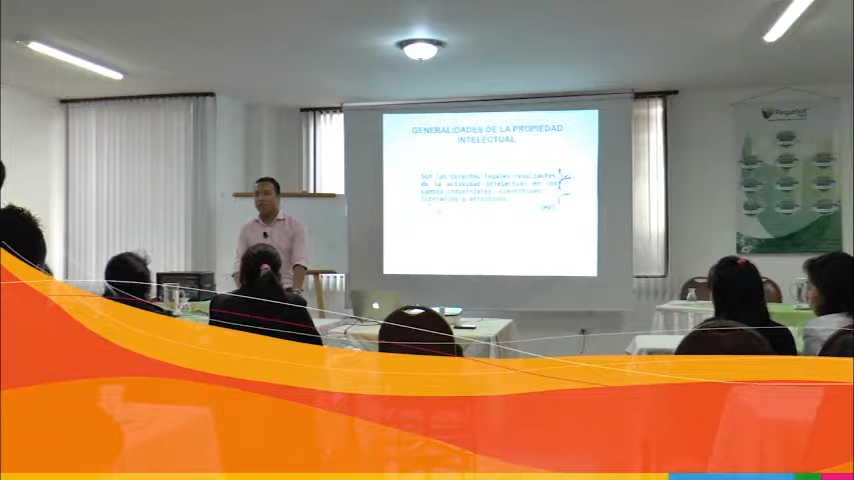 GENERALIDADES DE LA PROPIEDAD
INTELECTUAL
Son los derechos legales resultantes
de la actividad intelectual en los
campos industriales, científicos,
literarios y artísticos.
ParqueSoft